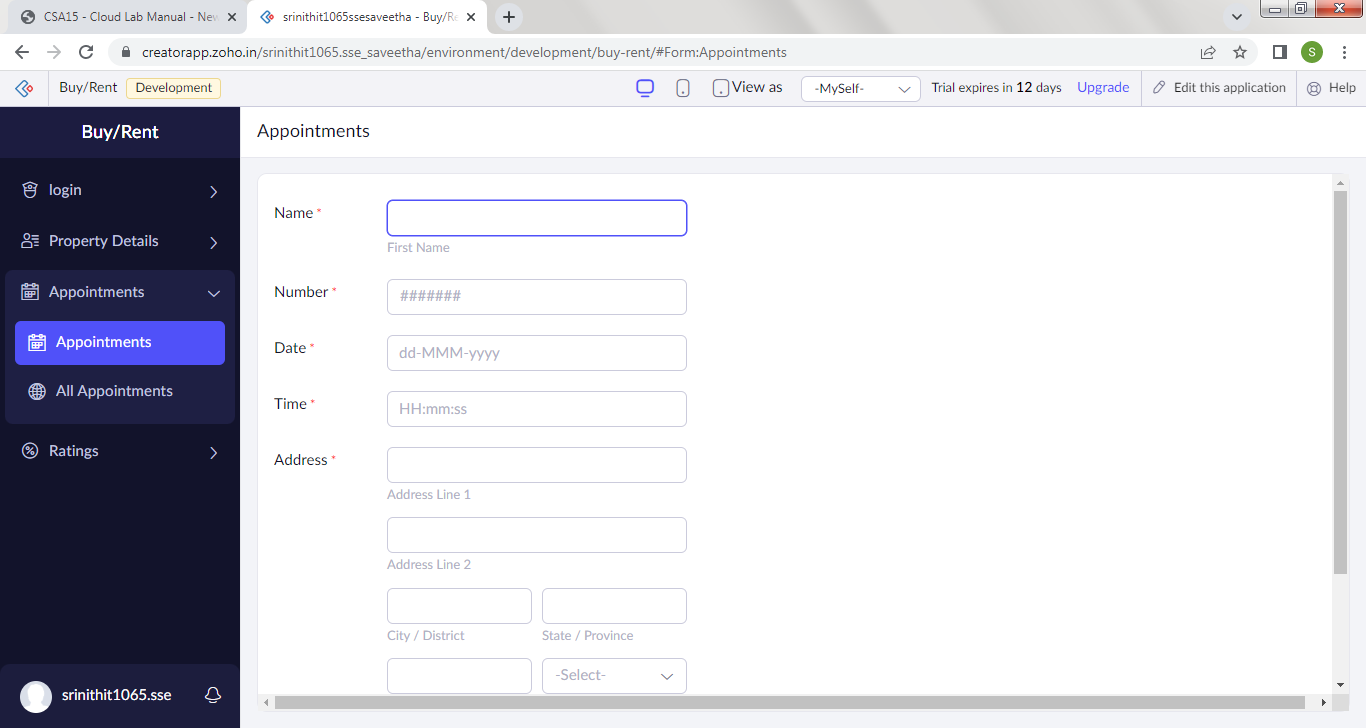 CSA15 - Cloud Lab Manual - New
srinithit1065ssesaveetha - Buy/Re
creatorapp.zoho.in/srinithit1065.sse_saveetha/environment/development/buy-rent/#Form:Appointments
S
Buy/Rent Development View as -MySelf- Trial expires in 12 days Upgrade Edit this application Help
Buy/Rent
login
Property Details
Appointments
Appointments
All Appointments
Ratings
srinithit1065.sse
Appointments
Name *
First Name
Number * #######
Date * dd-MMM-yyyy
Time * HH:mm:ss
Address *
Address Line 1
Address Line 2
City / District State / Province
-Select-